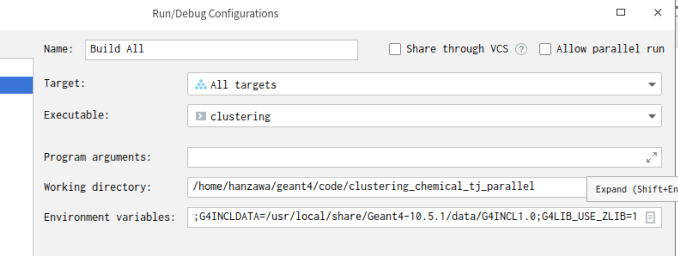 Run/Debug Configurations
Name: Build All Share through VCS ? Allow parallel run
Target: All targets
Executable: clustering
Program arguments:
Working directory: /home/hanzawa/geant4/code/clustering_chemical_tj_parallel
Expand (Shift+En
Environment variables: ;G4INCLDATA=/usr/local/share/Geant4-10.5.1/data/G4INCL1.0;G4LIB_USE_ZLIB=1